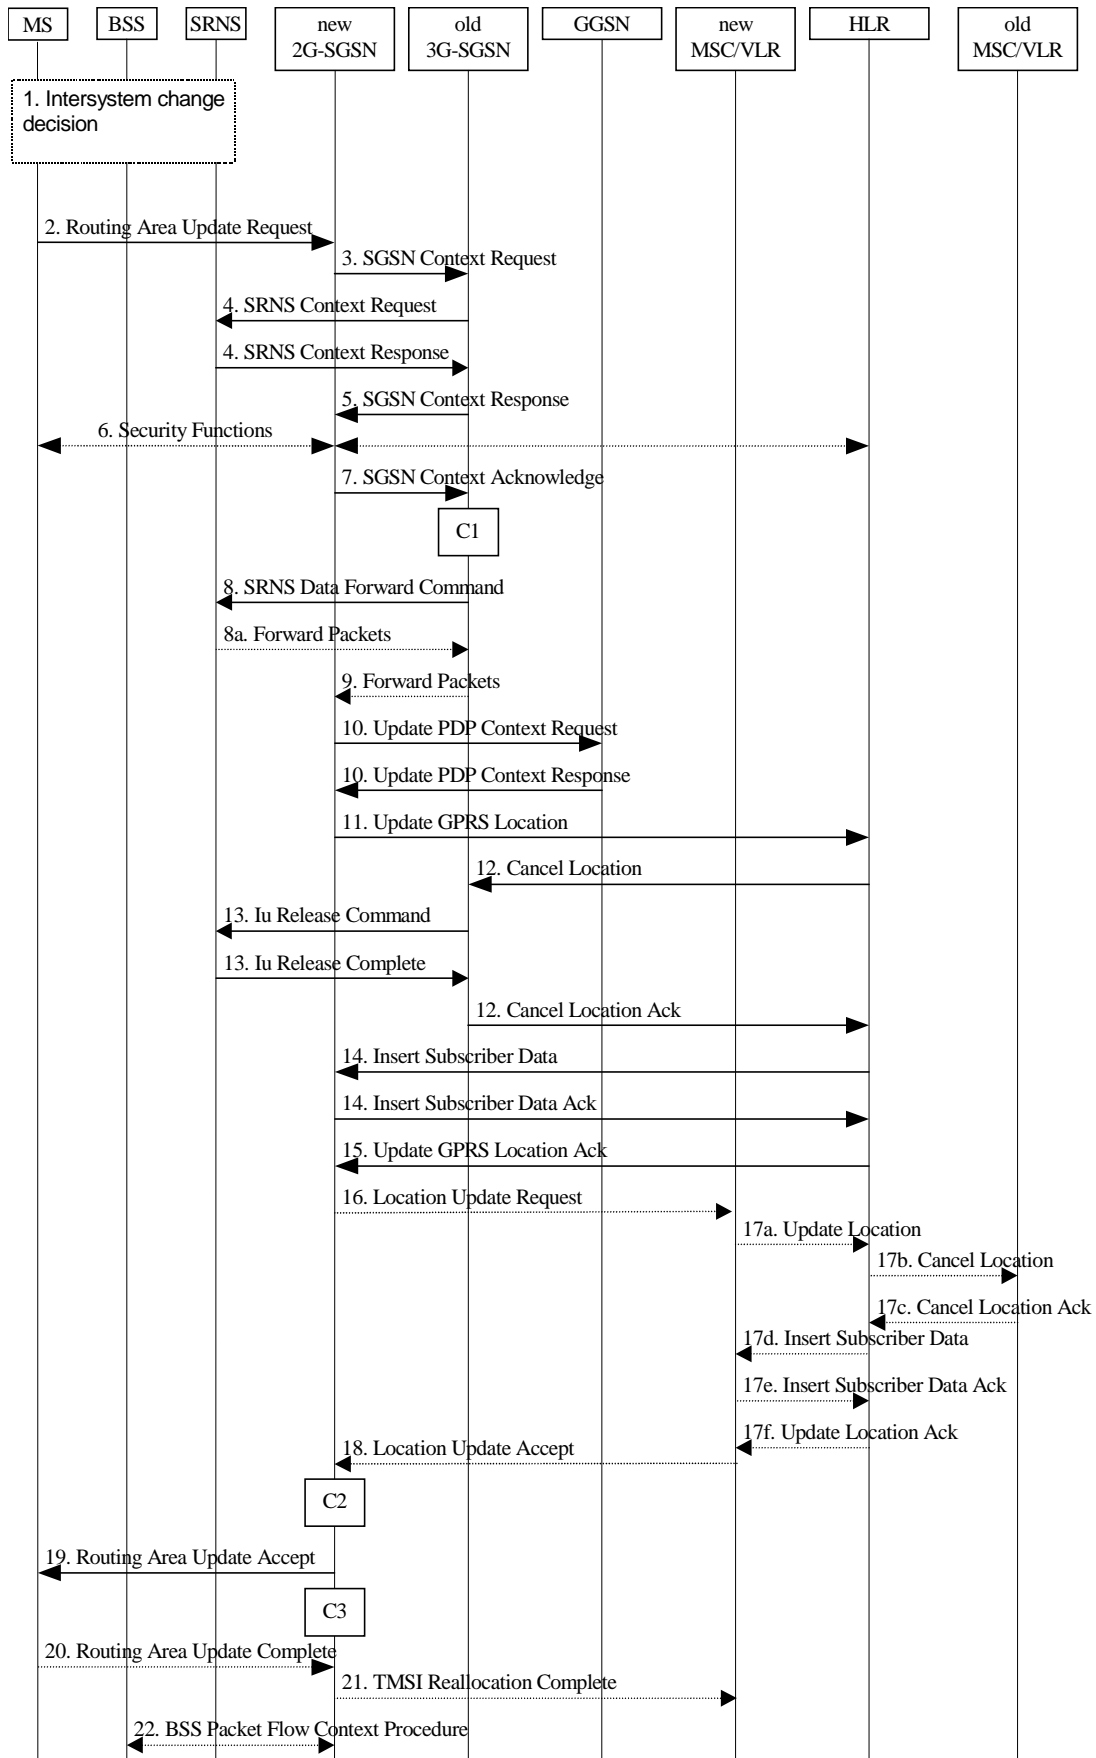 MS
BSS
SRNS
new
2G-SGSN
old
3G-SGSN
GGSN
new
MSC/VLR
HLR
old
MSC/VLR
1. Intersystem change
decision
2. Routing Area Update Request
3. SGSN Context Request
4. SRNS Context Request
4. SRNS Context Response
5. SGSN Context Response
6. Security Functions
7. SGSN Context Acknowledge
C1
8. SRNS Data Forward Command
8a. Forward Packets
9. Forward Packets
10. Update PDP Context Request
10. Update PDP Context Response
11. Update GPRS Location
12. Cancel Location
13. Iu Release Command
13. Iu Release Complete
12. Cancel Location Ack
14. Insert Subscriber Data
14. Insert Subscriber Data Ack
15. Update GPRS Location Ack
16. Location Update Request
17a. Update Location
17b. Cancel Location
17c. Cancel Location Ack
17d. Insert Subscriber Data
17e. Insert Subscriber Data Ack
17f. Update Location Ack
18. Location Update Accept
C2
19. Routing Area Update Accept
C3
20. Routing Area Update Complete
21. TMSI Reallocation Complete
22. BSS Packet Flow Context Procedure